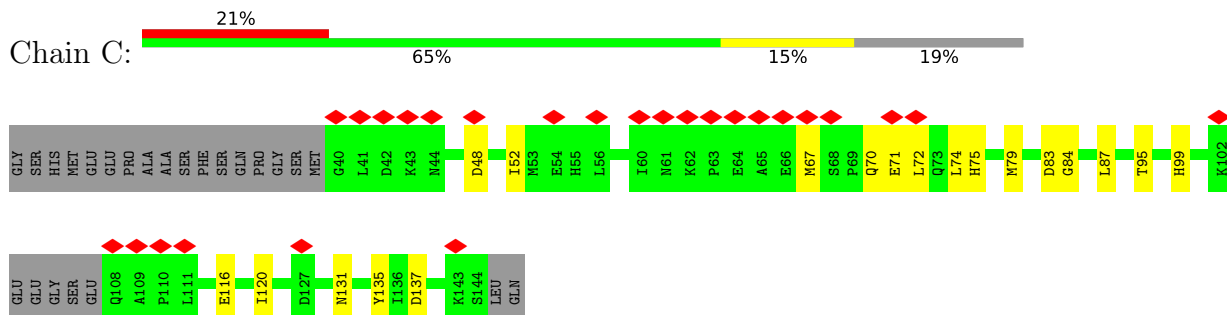 21%
Chain C:
65% 15% 19%
GLY SER HIS MET GLU GLU PRO ALA ALA SER PHE SER GLN PRO GLY SER MET G40 L41 D42 K43 N44 D48 I52 M53 E54 H55 L56 I60 N61 K62 P63 E64 A65 E66 M67 S68 P69 Q70 E71 L72 Q73 L74 H75 M79 D83 G84 L87 T95 H99 K102
GLU GLU GLY SER GLU Q108 A109 P110 L111 E116 I120 D127 N131 Y135 I136 D137 K143 S144 LEU GLN